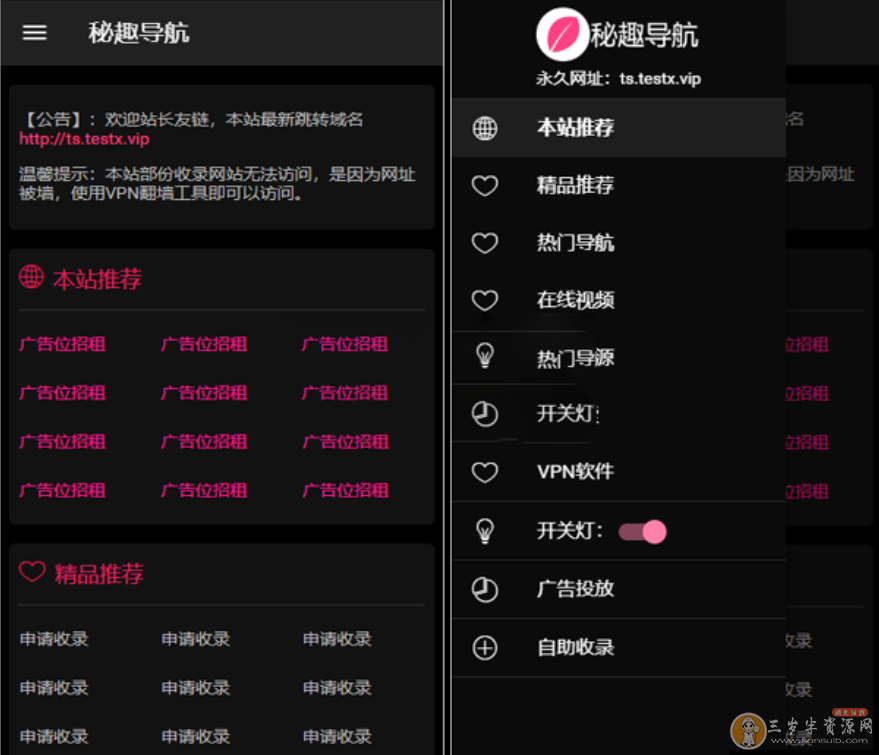 秘趣导航
【公告】：欢迎站长友链，本站最新跳转域名
http://ts.testx.vip
温馨提示：本站部份收录网站无法访问，是因为网址
被墙，使用VPN翻墙工具即可以访问。
本站推荐
广告位招租 广告位招租 广告位招租
广告位招租 广告位招租 广告位招租
广告位招租 广告位招租 广告位招租
广告位招租 广告位招租 广告位招租
精品推荐
申请收录 申请收录 申请收录
申请收录 申请收录 申请收录
申请收录 申请收录 申请收录
秘趣导航
永久网址：ts.testx.vip
本站推荐
精品推荐
热门导航
在线视频
热门导源
开关灯:
VPN软件
开关灯：
广告投放
自助收录
名
因为网址
位招租
位招租
位招租
位招租
收录
收录
三岁半资源网